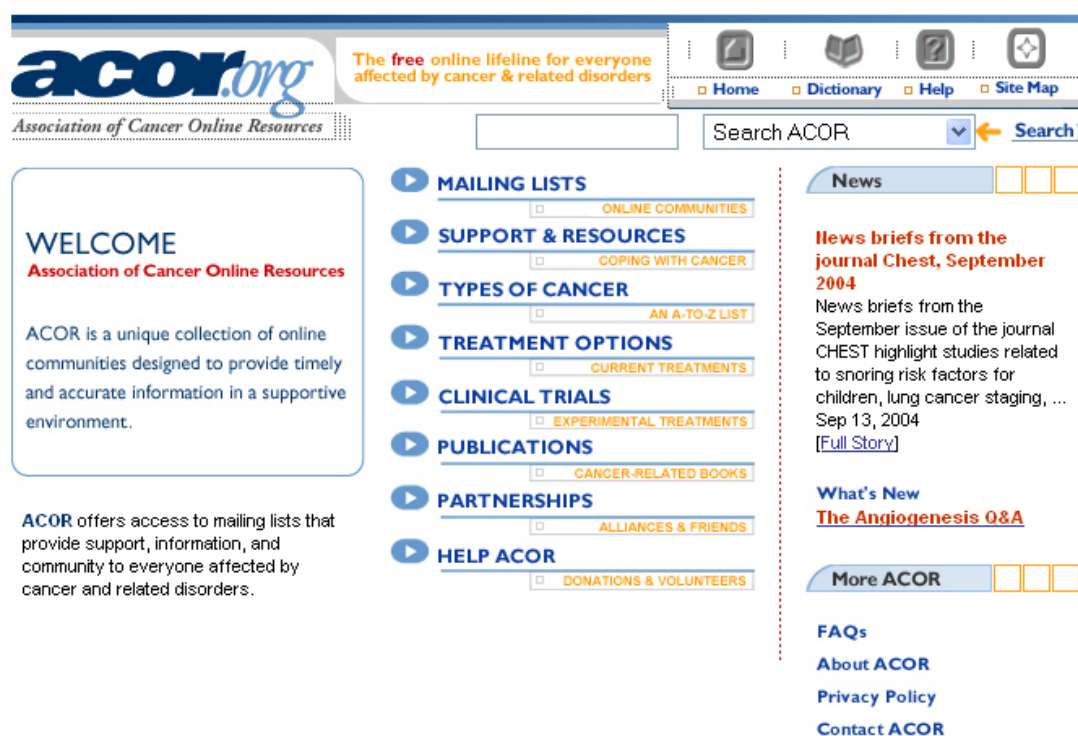 acor.org
Association of Cancer Online Resources
The free online lifeline for everyone
affected by cancer & related disorders
Home
Dictionary
Help
Site Map
Search ACOR
Search
WELCOME
Association of Cancer Online Resources
ACOR is a unique collection of online
communities designed to provide timely
and accurate information in a supportive
environment.
ACOR offers access to mailing lists that
provide support, information, and
community to everyone affected by
cancer and related disorders.
MAILING LISTS
ONLINE COMMUNITIES
SUPPORT & RESOURCES
COPING WITH CANCER
TYPES OF CANCER
AN A-TO-Z LIST
TREATMENT OPTIONS
CURRENT TREATMENTS
CLINICAL TRIALS
EXPERIMENTAL TREATMENTS
PUBLICATIONS
CANCER-RELATED BOOKS
PARTNERSHIPS
ALLIANCES & FRIENDS
HELP ACOR
DONATIONS & VOLUNTEERS
News
News briefs from the
journal Chest, September
2004
News briefs from the
September issue of the journal
CHEST highlight studies related
to snoring risk factors for
children, lung cancer staging, ...
Sep 13, 2004
[Full Story]
What's New
The Angiogenesis Q&A
More ACOR
FAQs
About ACOR
Privacy Policy
Contact ACOR